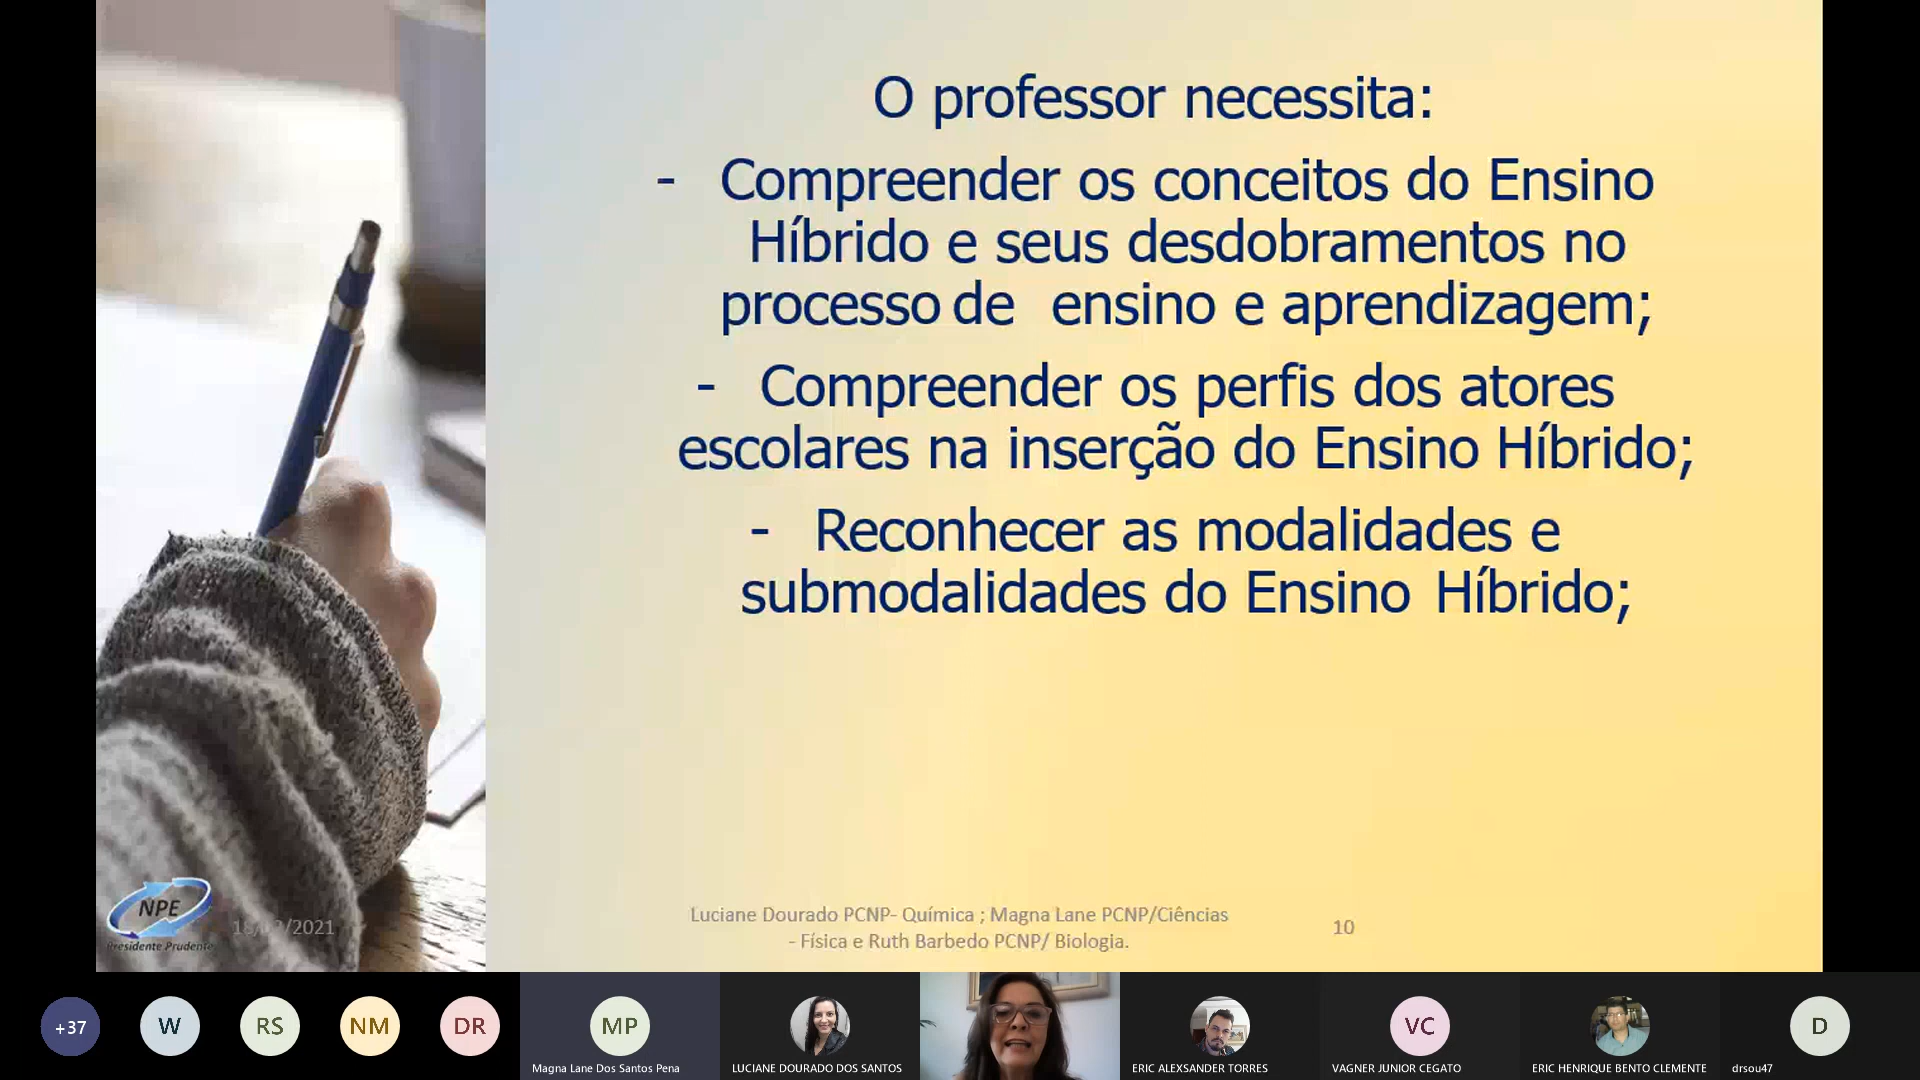 O professor necessita:
- Compreender os conceitos do Ensino
Híbrido e seus desdobramentos no
processo de ensino e aprendizagem;
- Compreender os perfis dos atores
escolares na inserção do Ensino Híbrido;
- Reconhecer as modalidades e
submodalidades do Ensino Híbrido;
NPE
Presidente Prudente
Luciane Dourado PCNP- Química ; Magna Lane PCNP/Ciências
- Física e Ruth Barbedo PCNP/ Biologia.
10
+37
W
RS
NM
DR
MP
VC
D
Magna Lane Dos Santos Pena
LUCIANE DOURADO DOS SANTOS
ERIC ALEXSANDER TORRES
VAGNER JUNIOR CEGATO
ERIC HENRIQUE BENTO CLEMENTE
drsou47